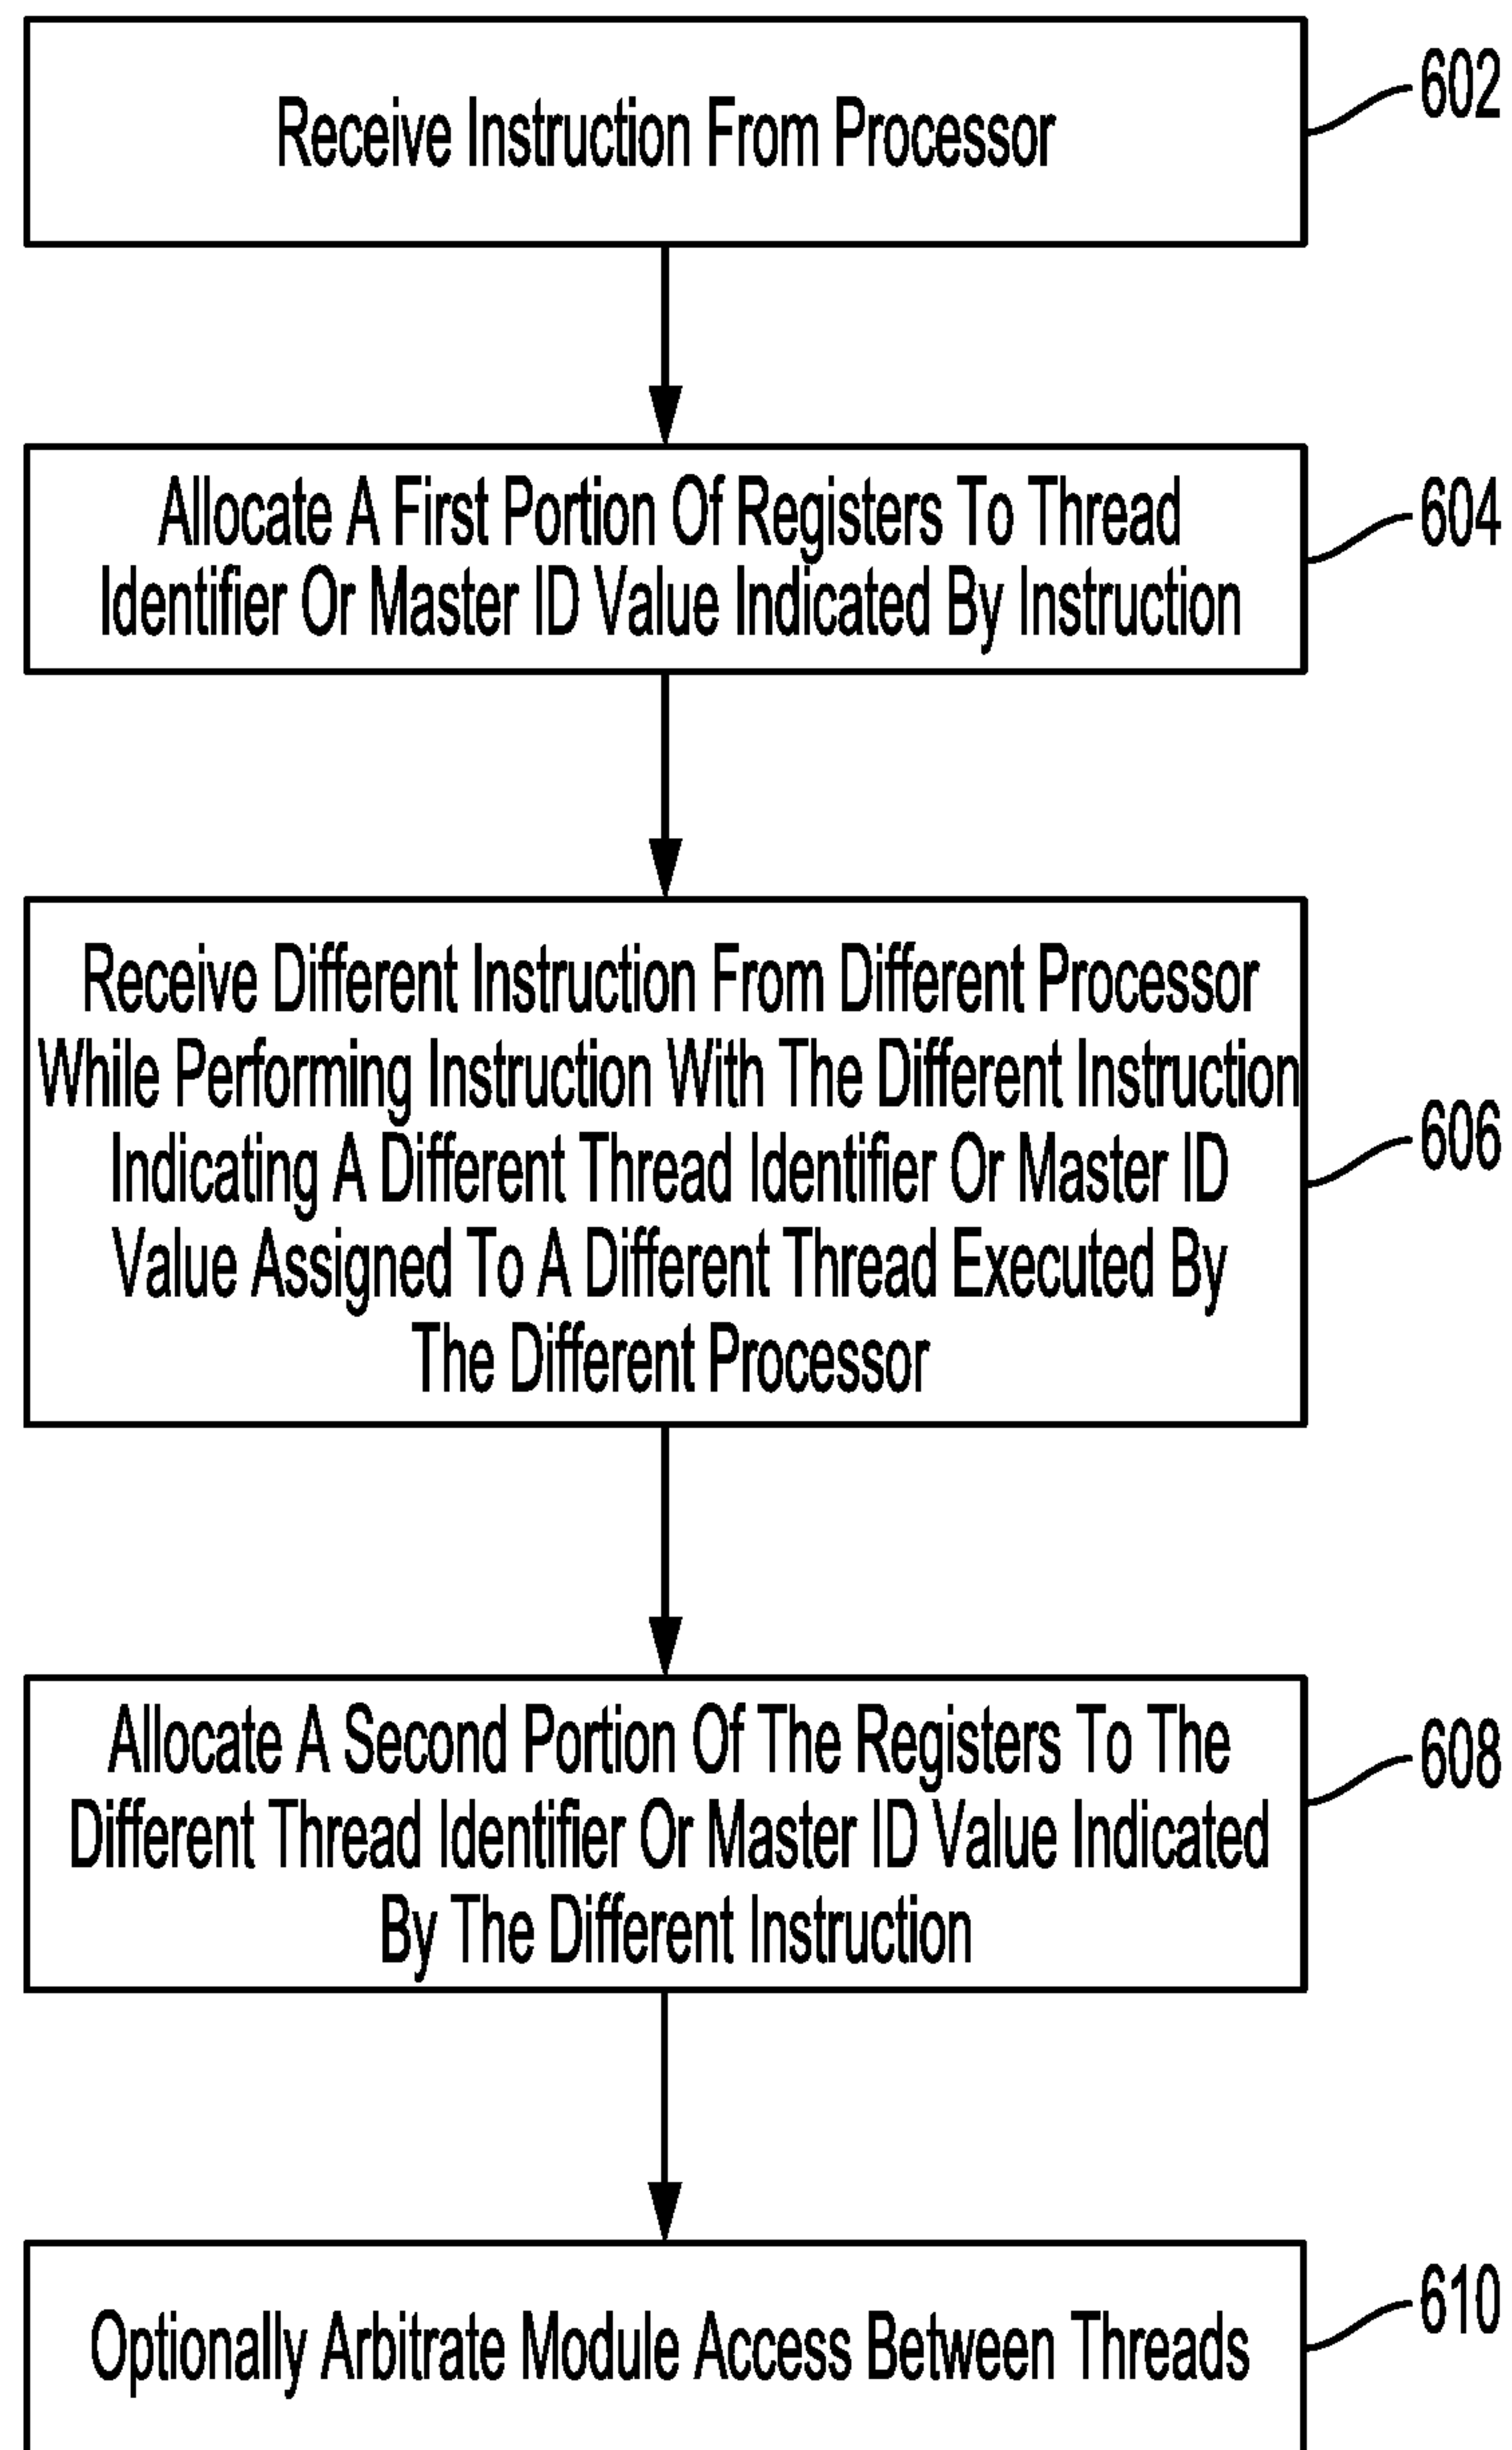 Receive Instruction From Processor
602
Allocate A First Portion Of Registers To Thread
Identifier Or Master ID Value Indicated By Instruction
604
Receive Different Instruction From Different Processor
While Performing Instruction With The Different Instruction
Indicating A Different Thread Identifier Or Master ID
Value Assigned To A Different Thread Executed By
The Different Processor
606
Allocate A Second Portion Of The Registers To The
Different Thread Identifier Or Master ID Value Indicated
By The Different Instruction
608
Optionally Arbitrate Module Access Between Threads
610